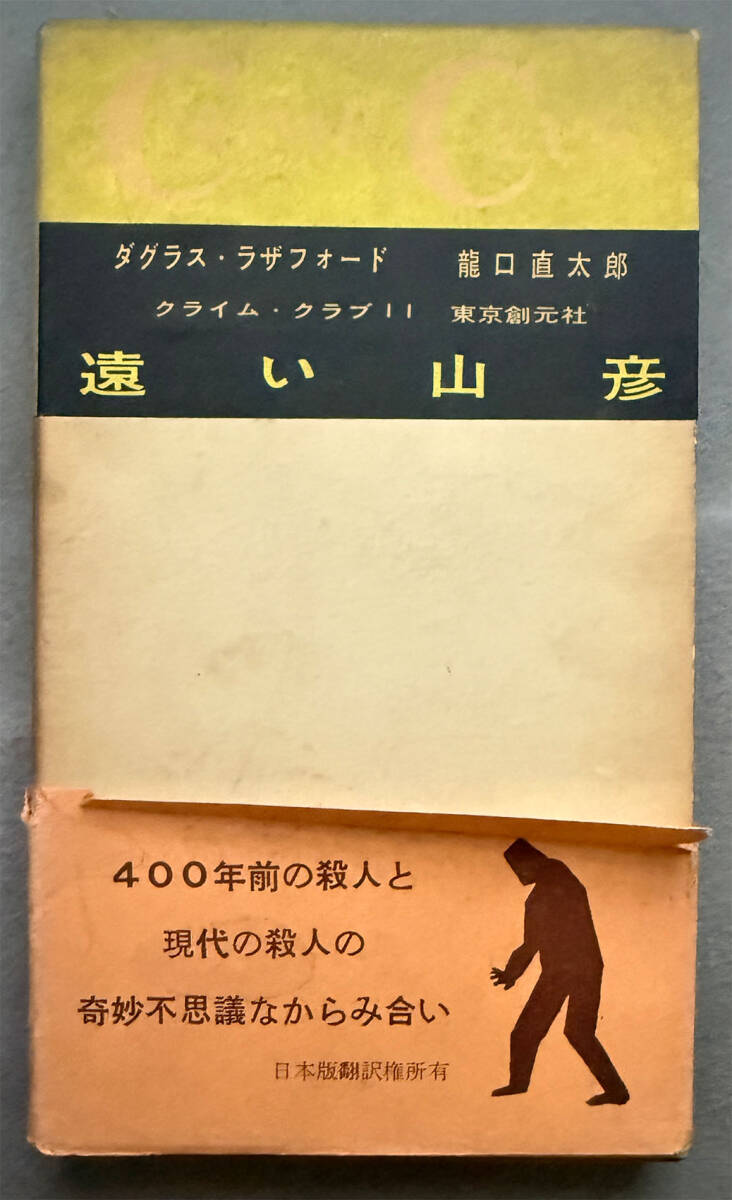 C C
ダグラス・ラザフォード 龍口直太郎
クライム・クラブ11 東京創元社
遠い山彦
400年前の殺人と
現代の殺人の
奇妙不思議なからみ合い
日本版翻訳権所有